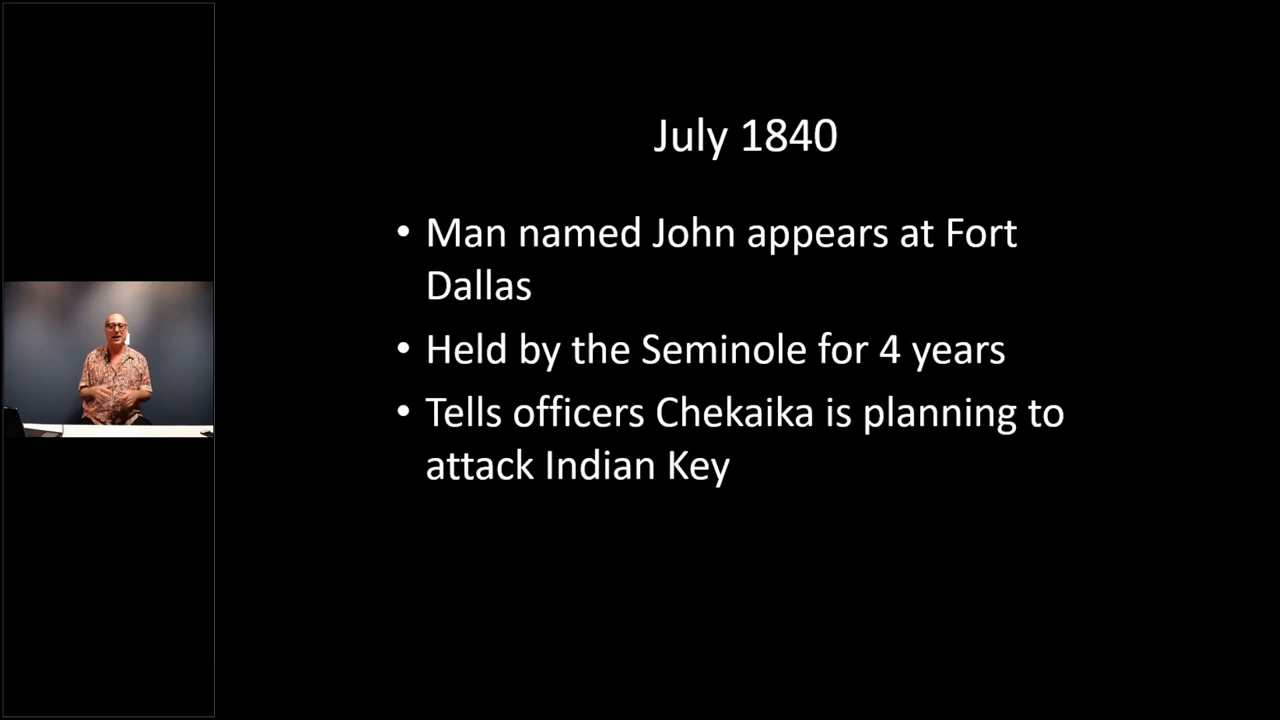 July 1840
• Man named John appears at Fort
Dallas
• Held by the Seminole for 4 years
• Tells officers Chekaika is planning to
attack Indian Key